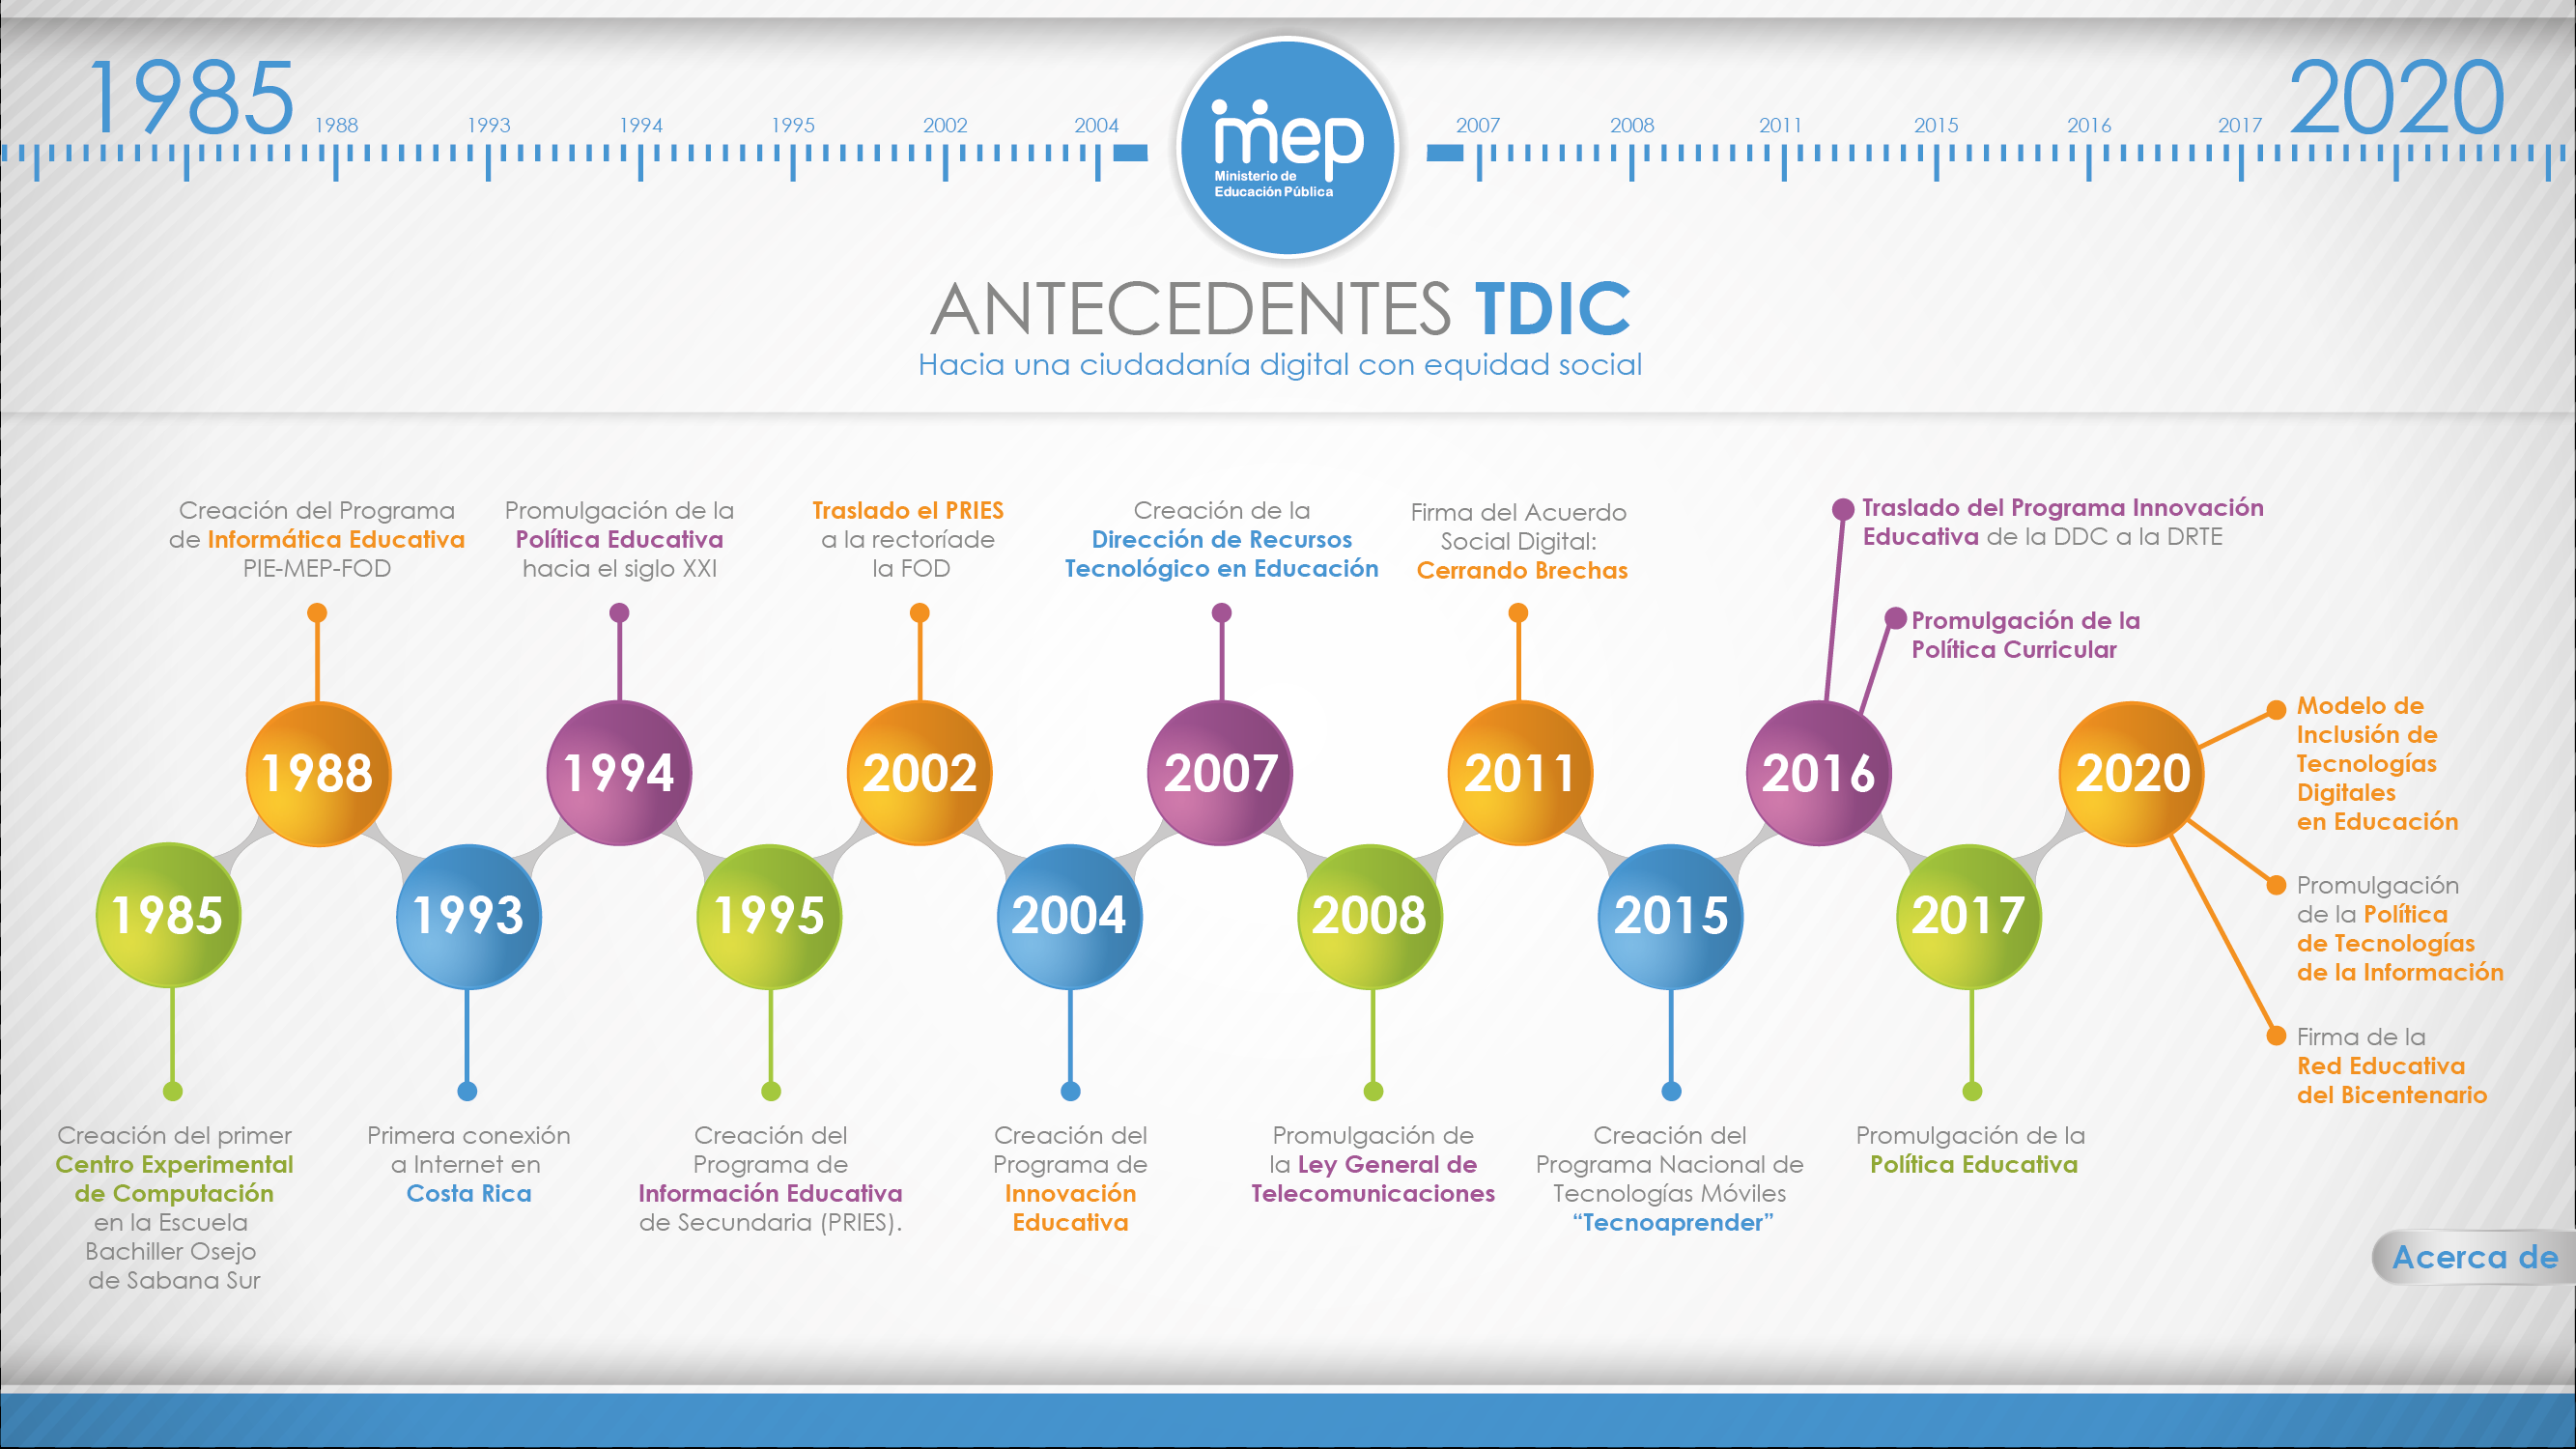 1985
1988
1993
1994
1995
2002
2004
mep
Ministerio de
Educación Pública
2007
2008
2011
2015
2016
2017
2020
ANTECEDENTES TDIC
Hacia una ciudadanía digital con equidad social
Creación del Programa
de Informática Educativa
PIE-MEP-FOD
Promulgación de la
Política Educativa
hacia el siglo XXI
Traslado el PRIES
a la rectoríade
la FOD
Creación de la
Dirección de Recursos
Tecnológico en Educación
Firma del Acuerdo
Social Digital:
Cerrando Brechas
Traslado del Programa Innovación
Educativa de la DDC a la DRTE
Promulgación de la
Política Curricular
1988
1994
2002
2007
2011
2016
2020
Modelo de
Inclusión de
Tecnologías
Digitales
en Educación
Promulgación
de la Política
de Tecnologías
de la Información
Firma de la
Red Educativa
del Bicentenario
1985
1993
1995
2004
2008
2015
2017
Creación del primer
Centro Experimental
de Computación
en la Escuela
Bachiller Osejo
de Sabana Sur
Primera conexión
a Internet en
Costa Rica
Creación del
Programa de
Información Educativa
de Secundaria (PRIES).
Creación del
Programa de
Innovación
Educativa
Promulgación de
la Ley General de
Telecomunicaciones
Creación del
Programa Nacional de
Tecnologías Móviles
“Tecnoaprender”
Promulgación de la
Política Educativa
Acerca de